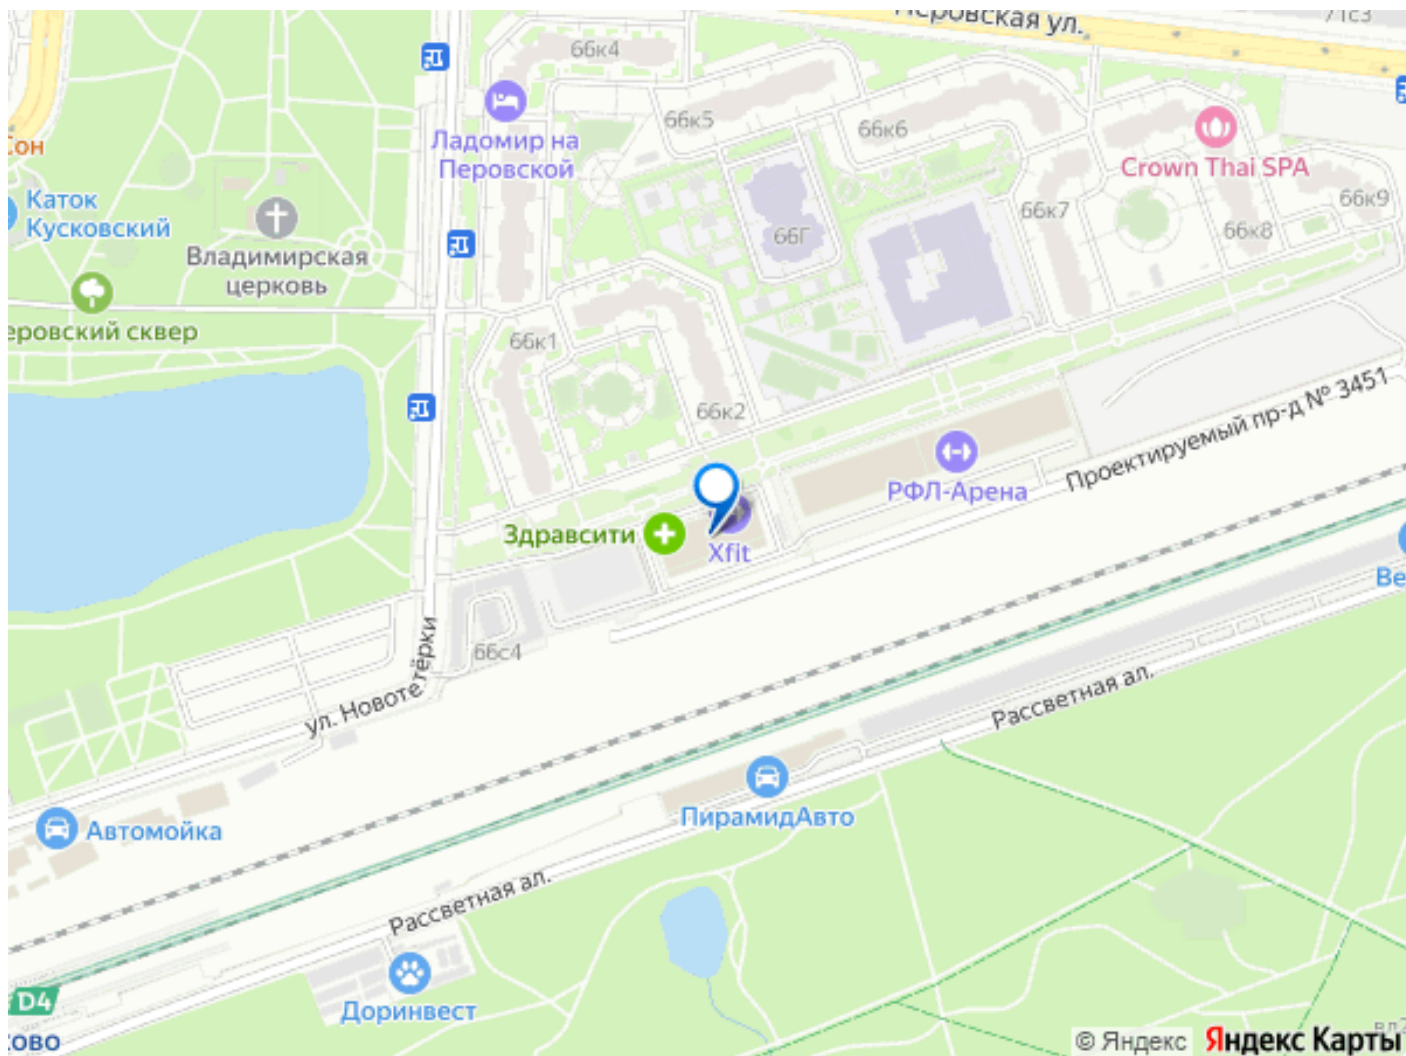 Перовская ул.
71с3
66к4
Ладомир на
Перовской
66к5
66к6
Crown Thai SPA
66к9
66к7
66к8
66Г
Каток
Кусковский
Владимирская
церковь
еровский сквер
66к1
66к2
РФЛ-Арена
Проектируемый пр-д № 3451
Здравсити
Xfit
66с4
ул. Новотетёрки
Рассветная ал.
ПирамидАвто
Автомойка
Рассветная ал.
Доринвест
D4
© Яндекс
Яндекс Карты